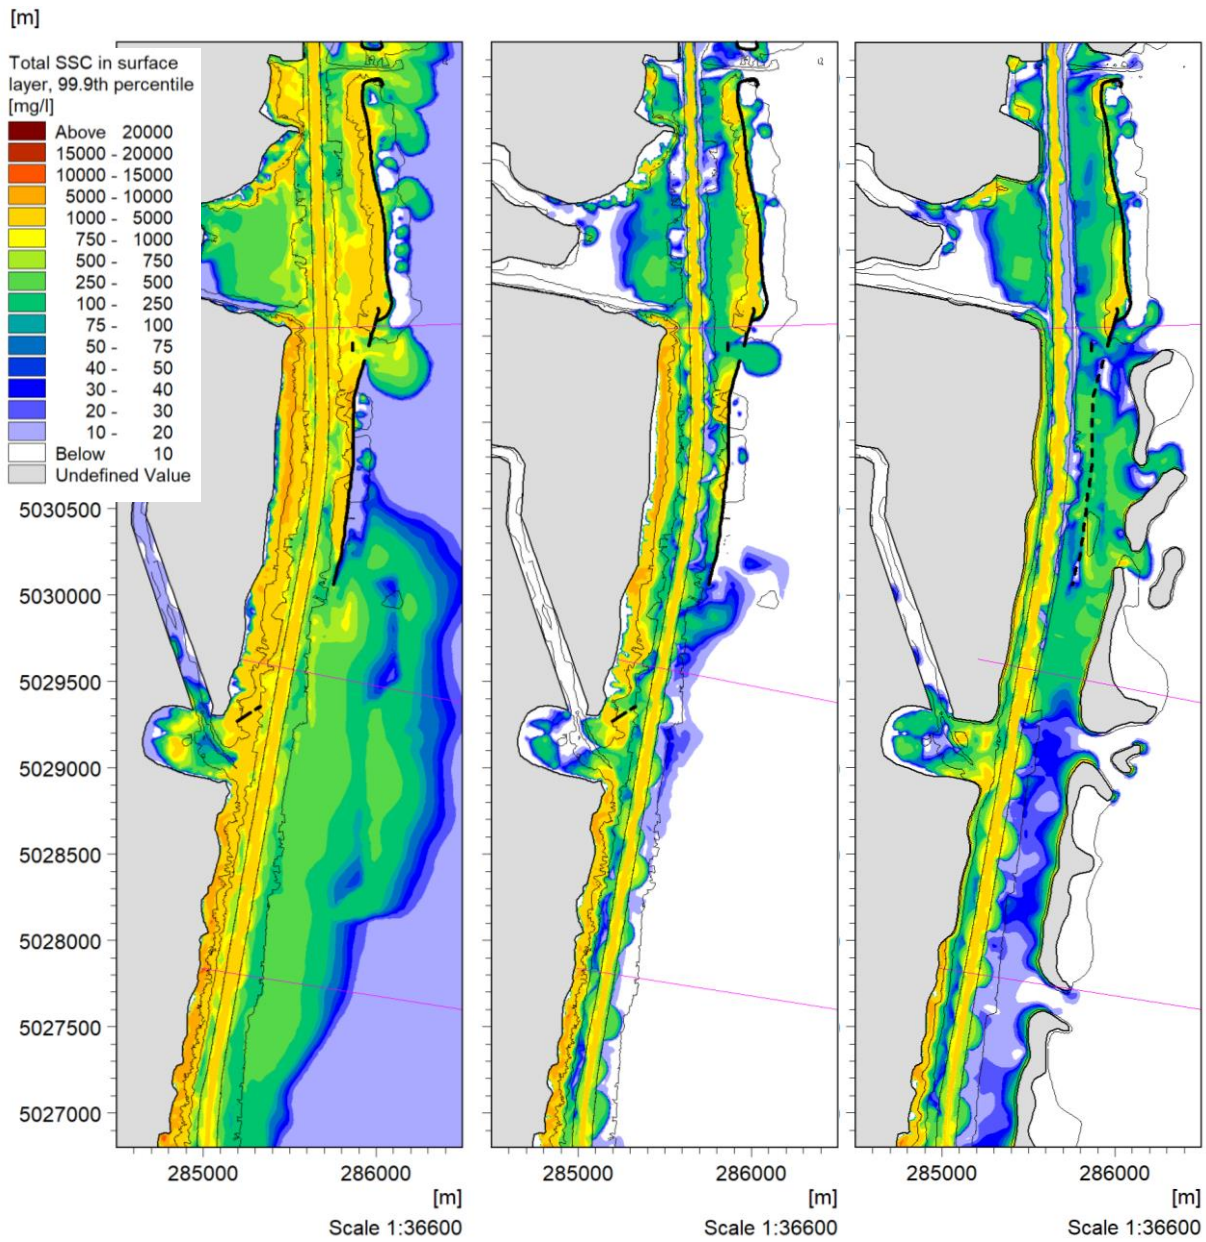 [m]
Total SSC in surface
layer, 99.9th percentile
[mg/l]
Above 20000
15000 - 20000
10000 - 15000
5000 - 10000
1000 - 5000
750 - 1000
500 - 750
250 - 500
100 - 250
75 - 100
50 - 75
40 - 50
30 - 40
20 - 30
10 - 20
Below 10
Undefined Value
5030500
5030000
5029500
5029000
5028500
5028000
5027500
5027000
285000 286000 285000 286000 285000 286000
[m] [m] [m]
Scale 1:36600 Scale 1:36600 Scale 1:36600